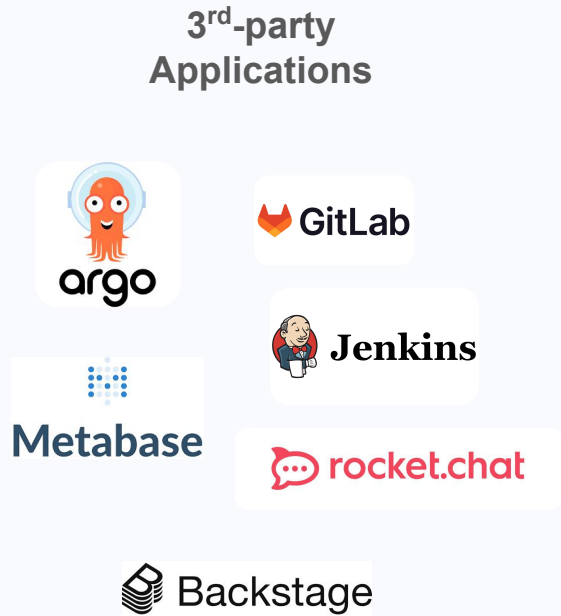 3rd-party
Applications
argo
GitLab
Jenkins
Metabase
rocket.chat
Backstage